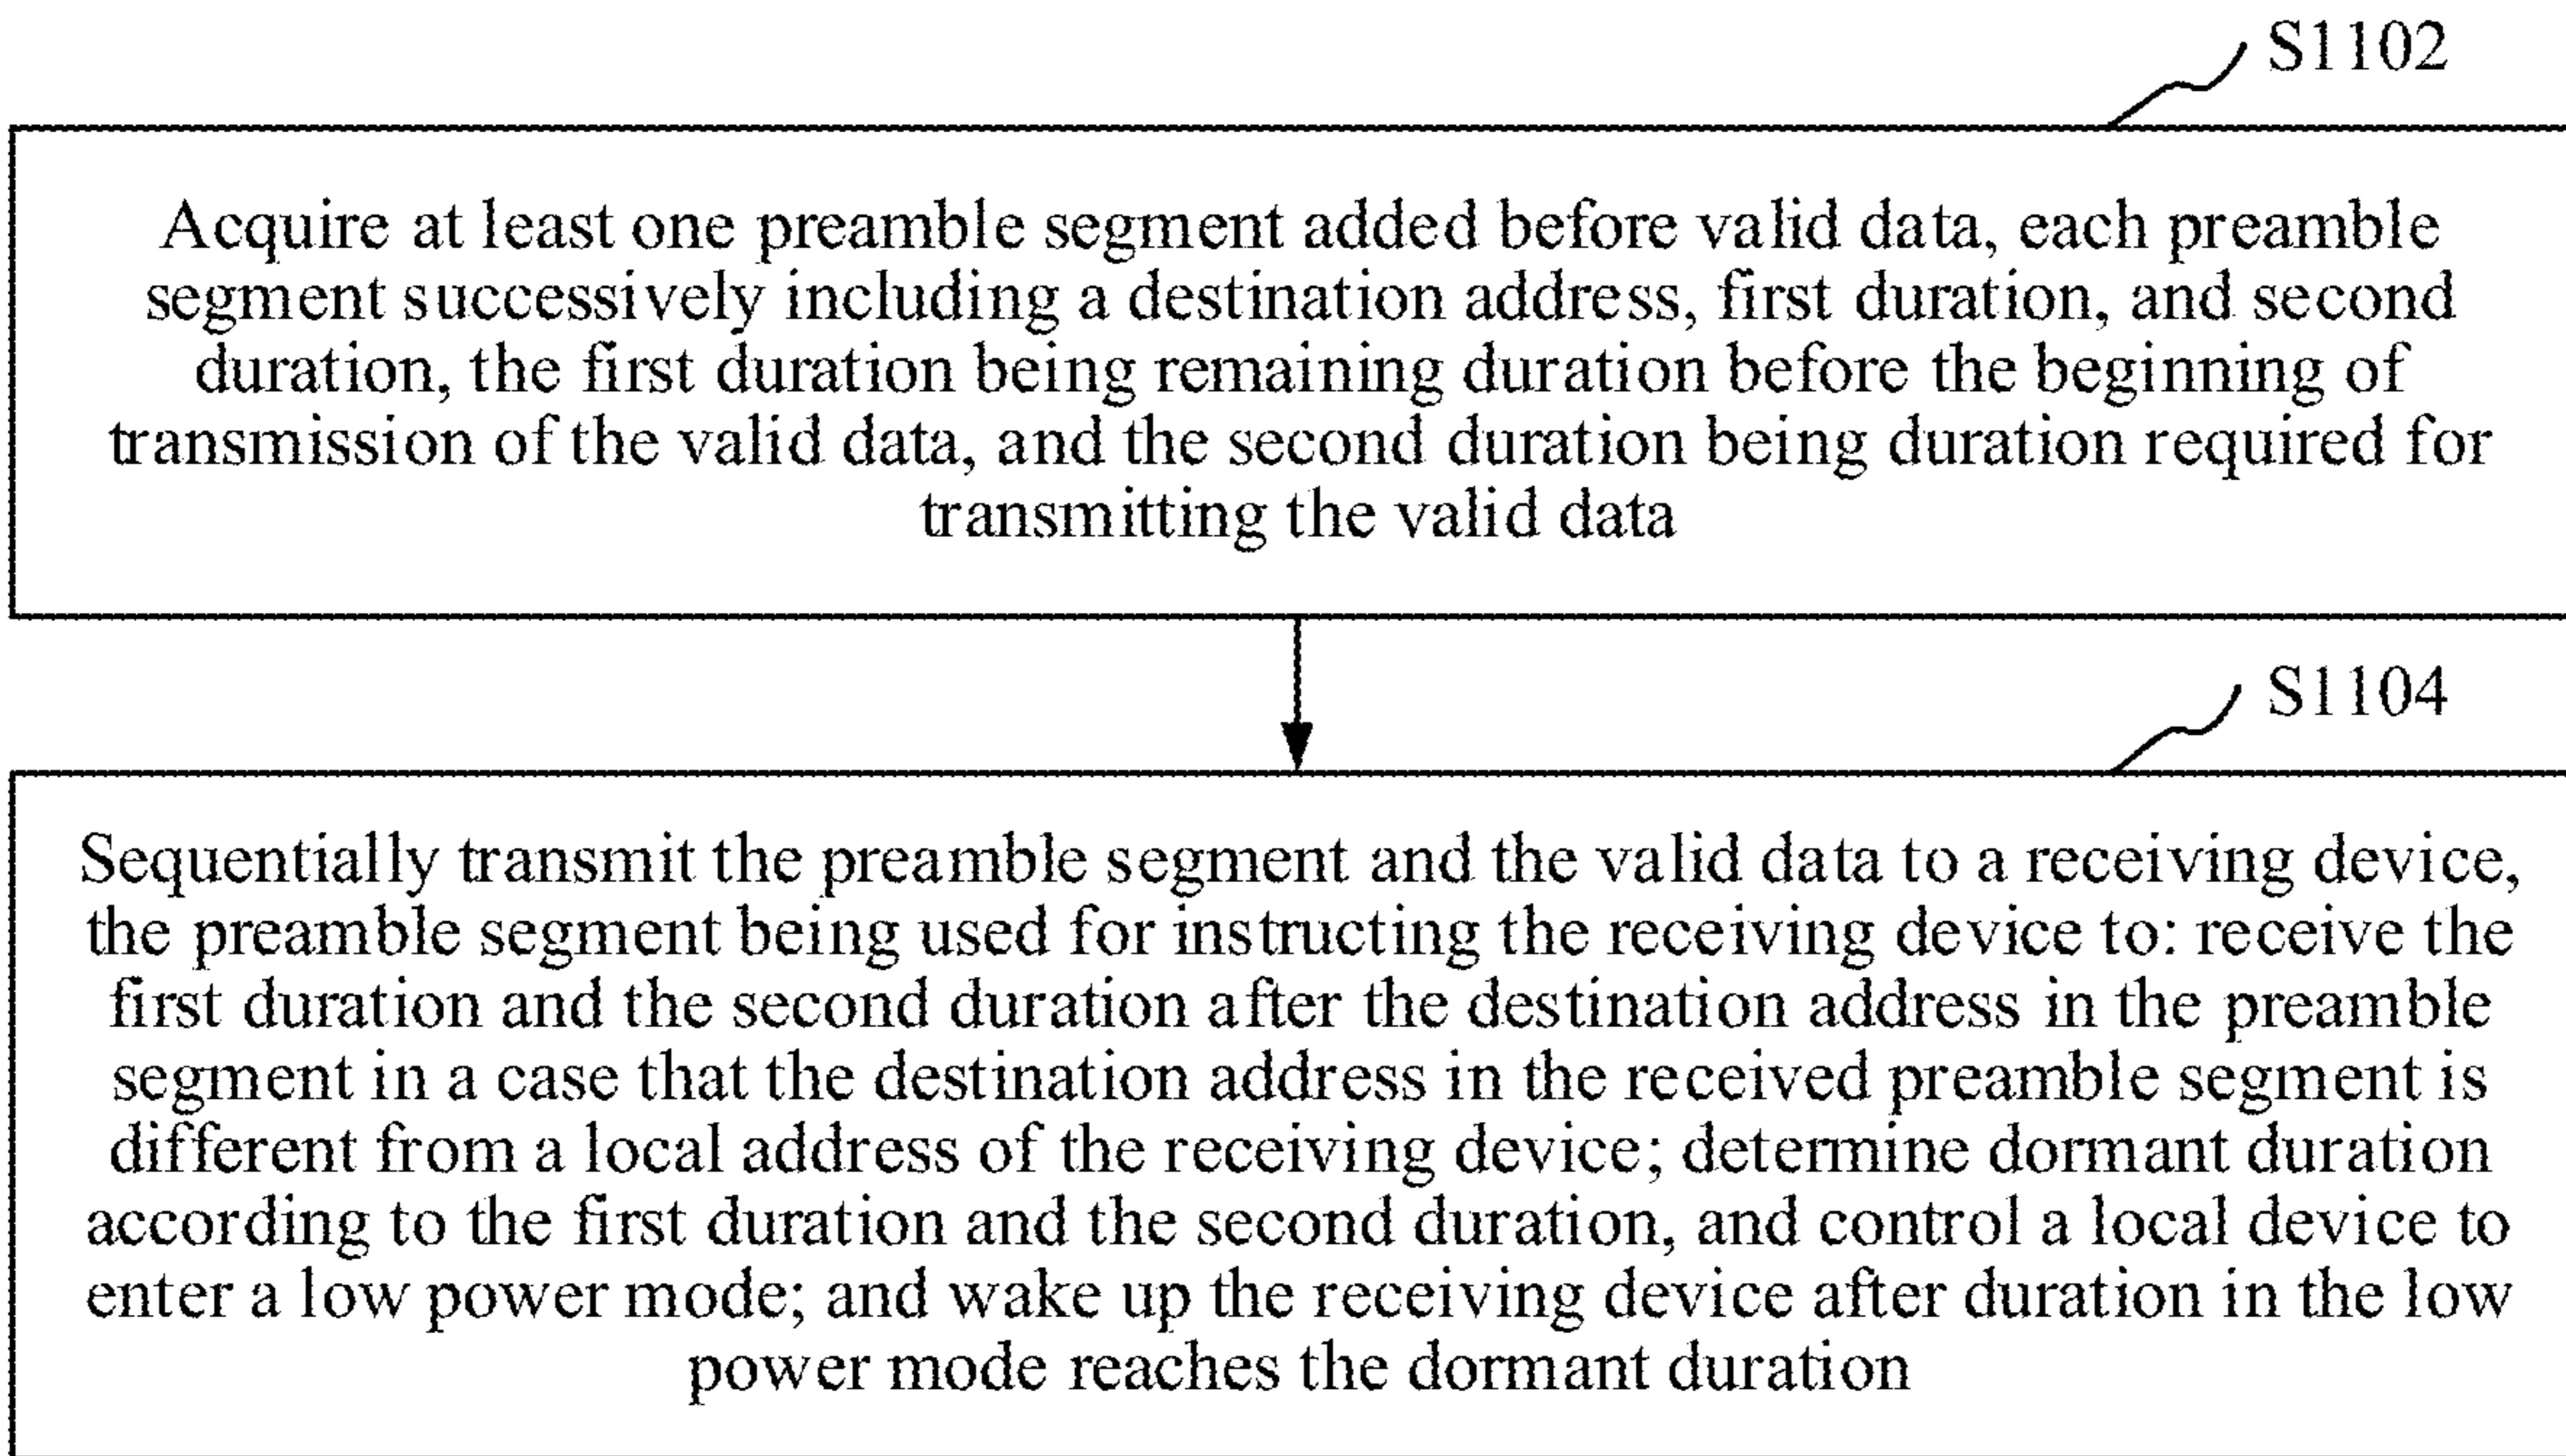 S1102
Acquire at least one preamble segment added before valid data, each preamble
segment successively including a destination address, first duration, and second
duration, the first duration being remaining duration before the beginning of
transmission of the valid data, and the second duration being duration required for
transmitting the valid data
S1104
Sequentially transmit the preamble segment and the valid data to a receiving device,
the preamble segment being used for instructing the receiving device to: receive the
first duration and the second duration after the destination address in the preamble
segment in a case that the destination address in the received preamble segment is
different from a local address of the receiving device; determine dormant duration
according to the first duration and the second duration, and control a local device to
enter a low power mode; and wake up the receiving device after duration in the low
power mode reaches the dormant duration